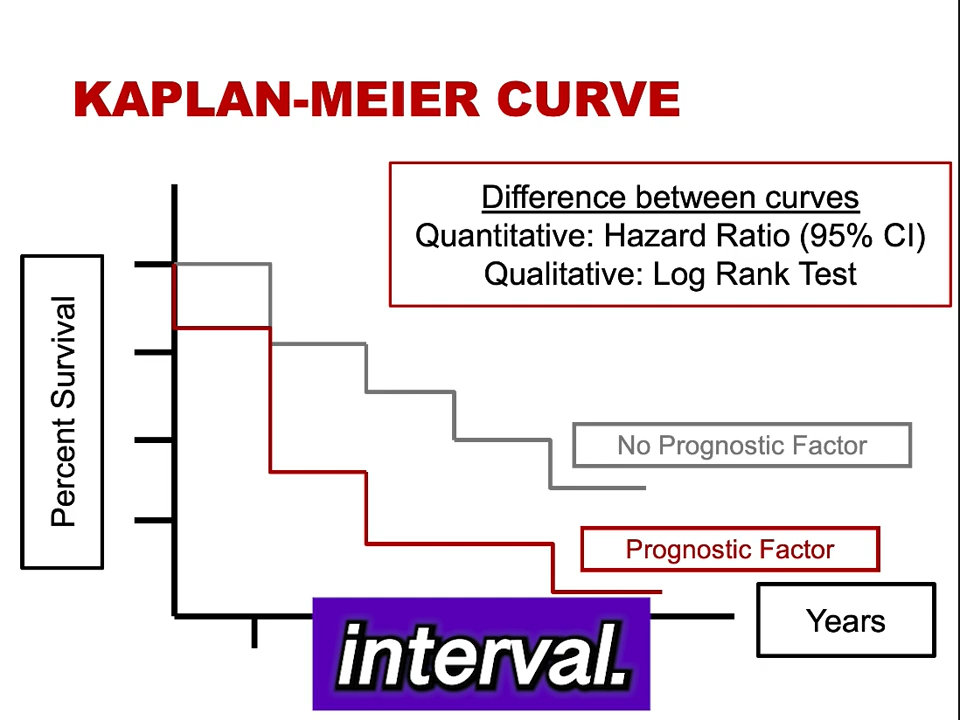 KAPLAN-MEIER CURVE
Difference between curves
Quantitative: Hazard Ratio (95% CI)
Qualitative: Log Rank Test
Percent Survival
No Prognostic Factor
Prognostic Factor
Years
interval.